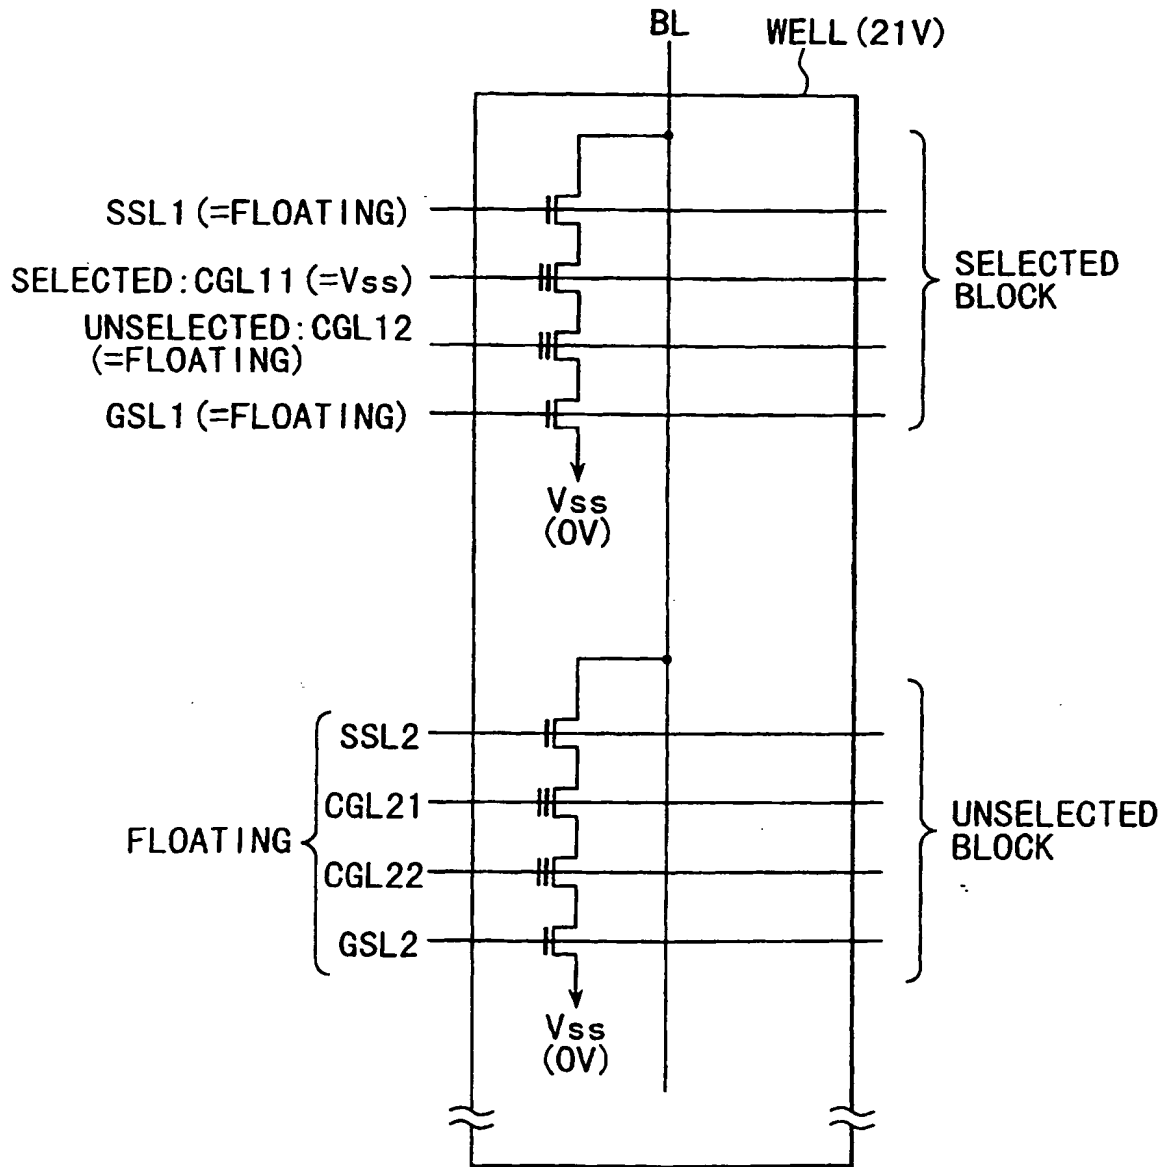 BL
WELL(21V)
SSL1(=FLOATING)
SELECTED:CGL11(=Vss)
UNSELECTED:CGL12
(=FLOATING)
GSL1(=FLOATING)
SELECTED
BLOCK
Vss
(0V)
SSL2
CGL21
FLOATING
CGL22
GSL2
UNSELECTED
BLOCK
Vss
(0V)